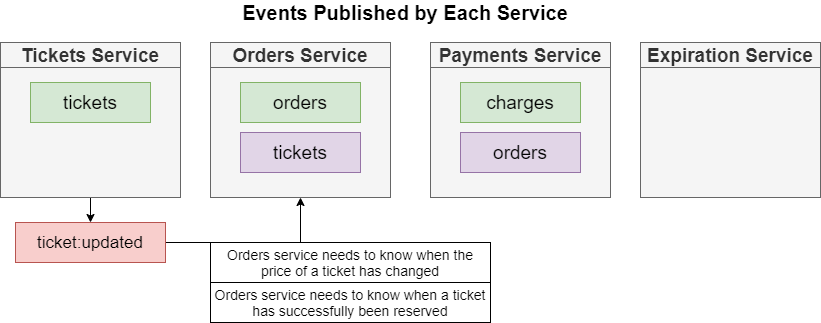 Events Published by Each Service
Tickets Service
Orders Service
Payments Service
Expiration Service
tickets
orders
charges
tickets
orders
ticket:updated
Orders service needs to know when the
price of a ticket has changed
Orders service needs to know when a ticket
has successfully been reserved